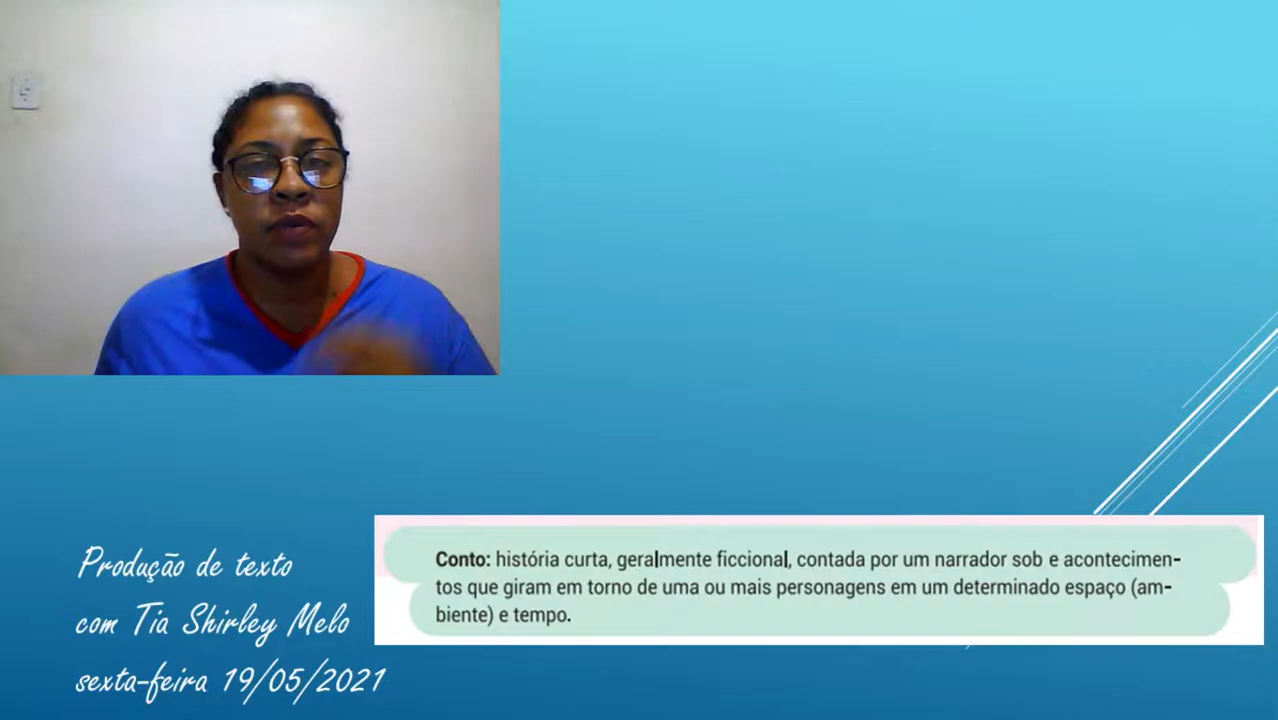 Produção de texto
com Tia Shirley Melo
sexta-feira 19/05/2021
Conto: história curta, geralmente ficcional, contada por um narrador sob e acontecimen-
tos que giram em torno de uma ou mais personagens em um determinado espaço (am-
biente) e tempo.